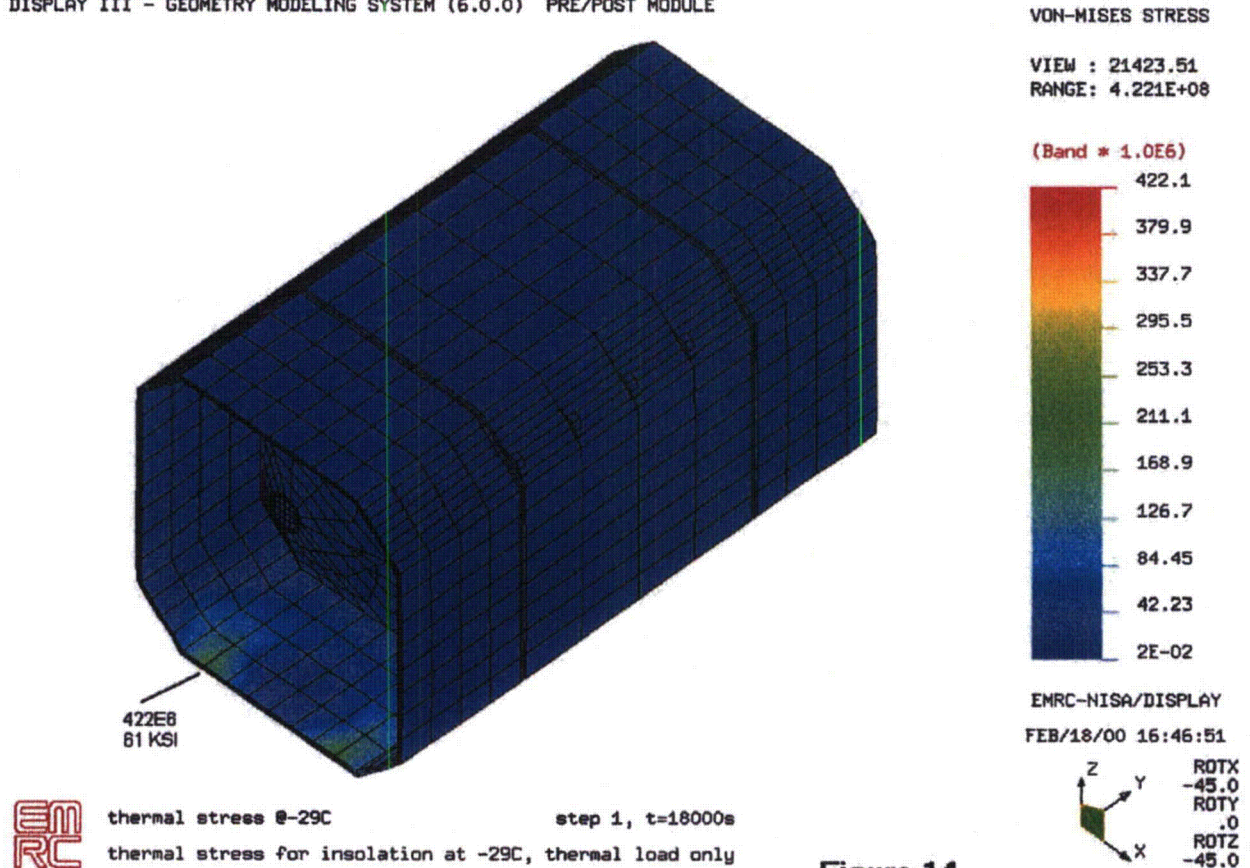 DISPLAY III - GEOMETRY MODELING SYSTEM (6.0.0) PRE/POST MODULE
VON-MISES STRESS
VIEW : 21423.51
RANGE: 4.221E+08
(Band * 1.0E6)
422.1
379.9
337.7
295.5
253.3
211.1
168.9
126.7
84.45
42.23
2E-02
422E6
61 KSI
EMRC-NISA/DISPLAY
FEB/18/00 16:46:51
Z
Y
X
ROTX
-45.0
ROTY
.0
ROTZ
-45.0
EMRC
thermal stress @-29C step 1, t=18000s
thermal stress for insolation at -29C, thermal load only
Figure 14